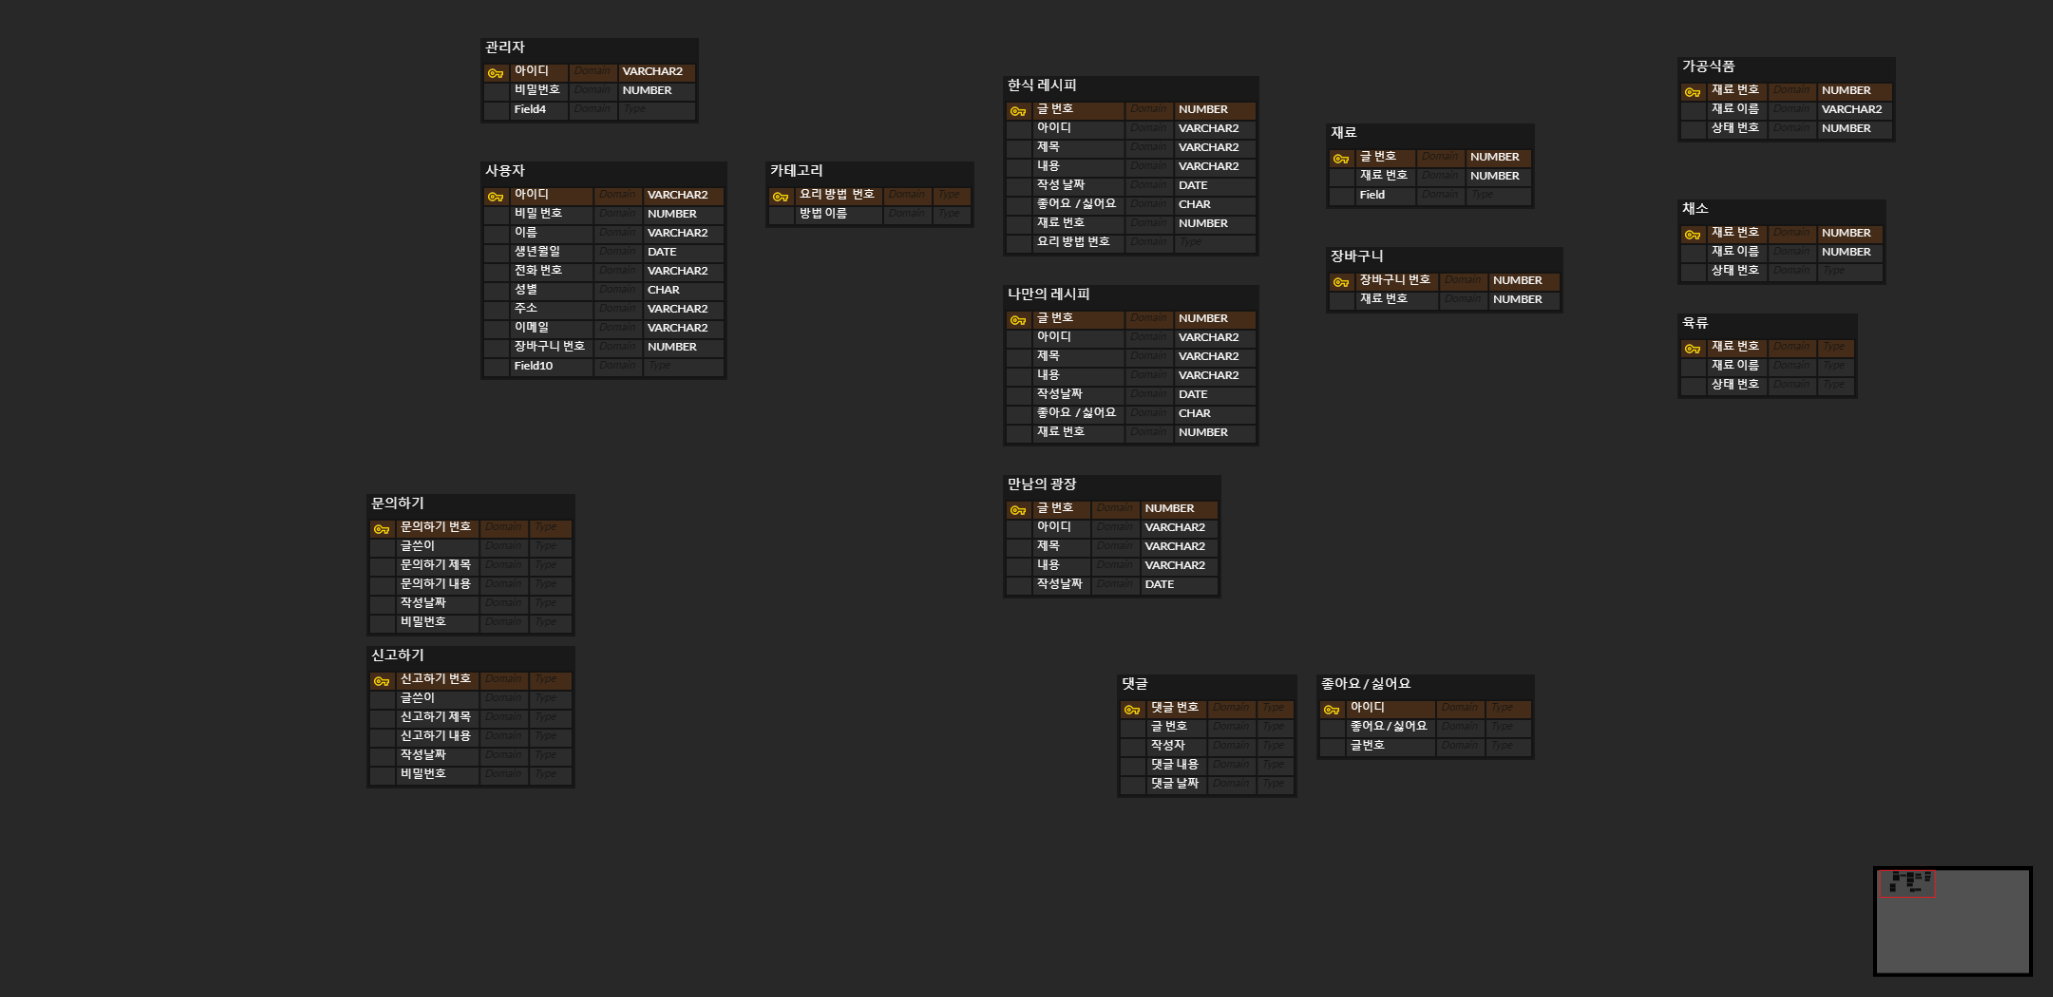 관리자
아이디 Domain VARCHAR2
비밀번호 Domain NUMBER
Field4 Domain Type
사용자
아이디 Domain VARCHAR2
비밀 번호 Domain NUMBER
이름 Domain VARCHAR2
생년월일 Domain DATE
전화 번호 Domain VARCHAR2
성별 Domain CHAR
주소 Domain VARCHAR2
이메일 Domain VARCHAR2
장바구니 번호 Domain NUMBER
Field10 Domain Type
카테고리
요리 방법 번호 Domain Type
방법 이름 Domain Type
한식 레시피
글 번호 Domain NUMBER
아이디 Domain VARCHAR2
제목 Domain VARCHAR2
내용 Domain VARCHAR2
작성 날짜 Domain DATE
좋어요 / 싫어요 Domain CHAR
재료 번호 Domain NUMBER
요리 방법 번호 Domain Type
나만의 레시피
글 번호 Domain NUMBER
아이디 Domain VARCHAR2
제목 Domain VARCHAR2
내용 Domain VARCHAR2
작성날짜 Domain DATE
좋아요 / 싫어요 Domain CHAR
재료 번호 Domain NUMBER
만남의 광장
글 번호 Domain NUMBER
아이디 Domain VARCHAR2
제목 Domain VARCHAR2
내용 Domain VARCHAR2
작성날짜 Domain DATE
재료
글 번호 Domain NUMBER
재료 번호 Domain NUMBER
Field Domain Type
장바구니
장바구니 번호 Domain NUMBER
재료 번호 Domain NUMBER
가공식품
재료 번호 Domain NUMBER
재료 이름 Domain VARCHAR2
상태 번호 Domain NUMBER
채소
재료 번호 Domain NUMBER
재료 이름 Domain NUMBER
상태 번호 Domain Type
육류
재료 번호 Domain Type
재료 이름 Domain Type
상태 번호 Domain Type
문의하기
문의하기 번호 Domain Type
글쓴이 Domain Type
문의하기 제목 Domain Type
문의하기 내용 Domain Type
작성날짜 Domain Type
비밀번호 Domain Type
신고하기
신고하기 번호 Domain Type
글쓴이 Domain Type
신고하기 제목 Domain Type
신고하기 내용 Domain Type
작성날짜 Domain Type
비밀번호 Domain Type
댓글
댓글 번호 Domain Type
글 번호 Domain Type
작성자 Domain Type
댓글 내용 Domain Type
댓글 날짜 Domain Type
좋아요 / 싫어요
아이디 Domain Type
좋어요 / 싫어요 Domain Type
글번호 Domain Type